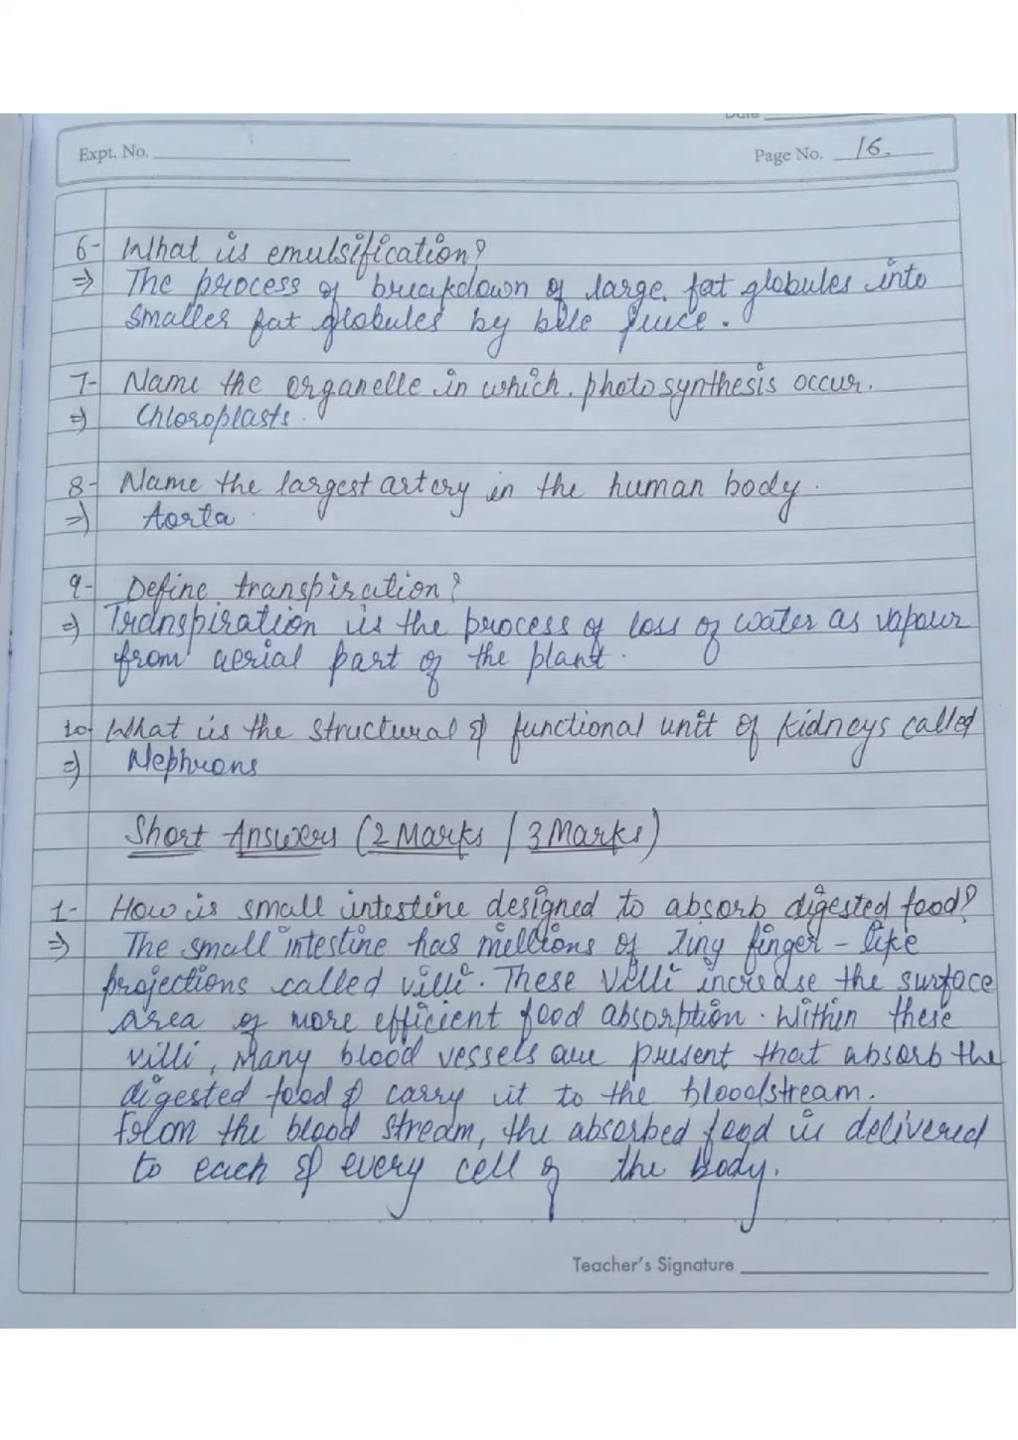 Date
Expt. No.
Page No. 16.
6- What is emulsification?
⇒ The process of breakdown of large fat globules into
smaller fat globules by bile juice.
7- Name the organelle in which photosynthesis occur.
⇒ Chloroplasts.
8- Name the largest artery in the human body.
⇒ Aorta.
9- Define transpiration?
⇒ Transpiration is the process of loss of water as vapour
from aerial part of the plant.
10- What is the structural & functional unit of kidneys called
⇒ Nephrons
Short Answers (2 Marks / 3 Marks)
1- How is small intestine designed to absorb digested food?
⇒ The small intestine has millions of tiny finger-like
projections called villi. These villi increase the surface
area of more efficient food absorption. Within these
villi, many blood vessels are present that absorb the
digested food & carry it to the bloodstream.
From the blood stream, the absorbed food is delivered
to each & every cell of the body.
Teacher's Signature